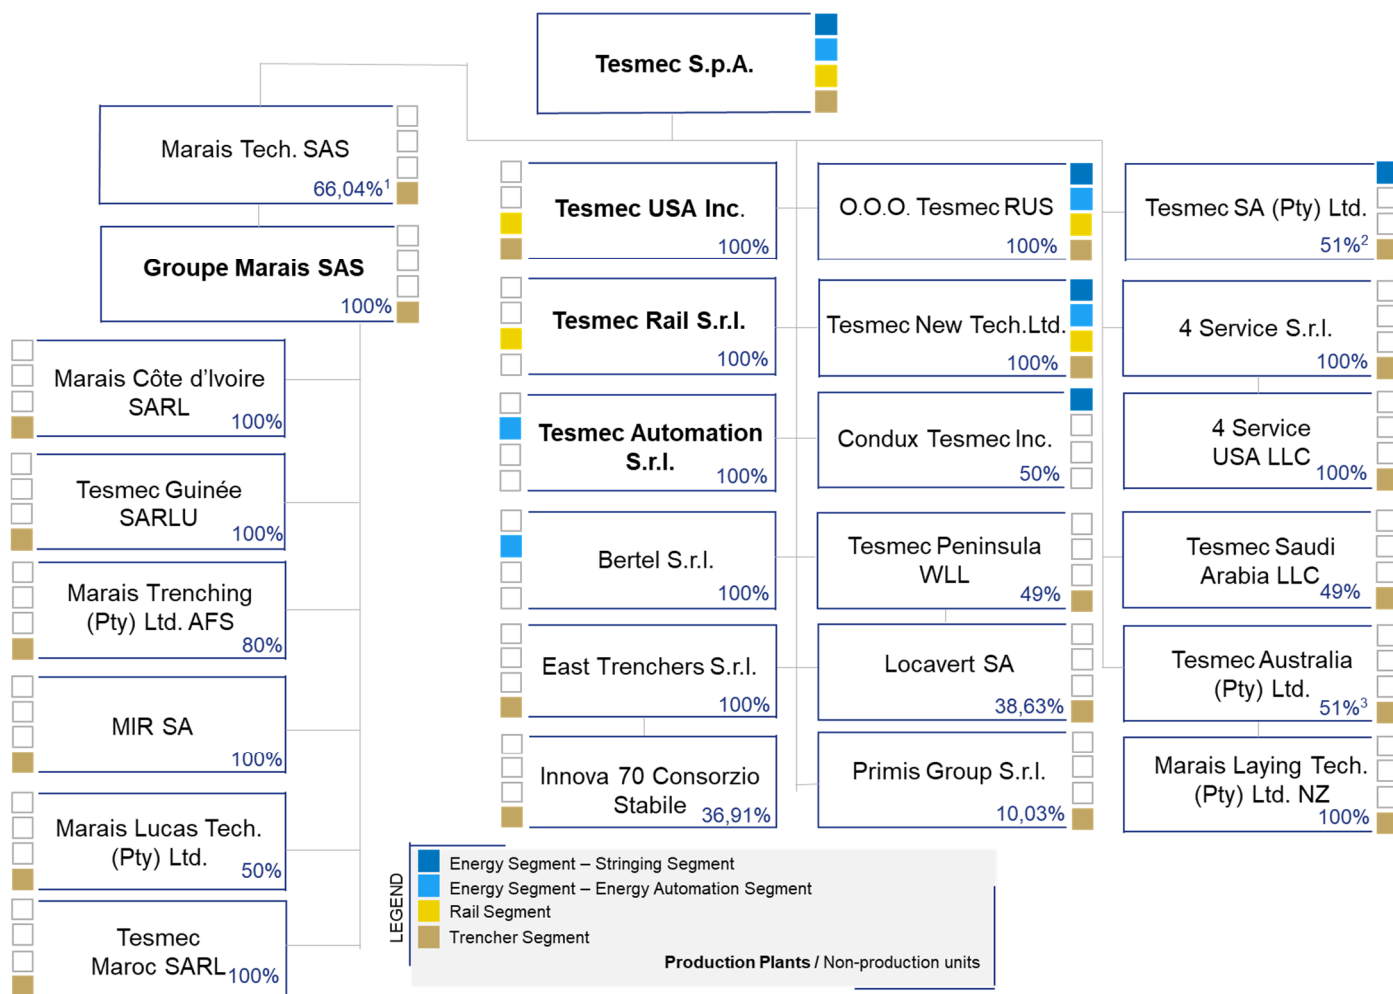 Tesmec S.p.A.
Marais Tech. SAS
66,04%1
Groupe Marais SAS
100%
Marais Côte d'Ivoire
SARL
100%
Tesmec Guinée
SARLU
100%
Marais Trenching
(Pty) Ltd. AFS
80%
MIR SA
100%
Marais Lucas Tech.
(Pty) Ltd.
50%
Tesmec
Maroc SARL
100%
Tesmec USA Inc.
100%
Tesmec Rail S.r.l.
100%
Tesmec Automation
S.r.l.
100%
Bertel S.r.l.
100%
East Trenchers S.r.l.
100%
Innova 70 Consorzio
Stabile
36,91%
O.O.O. Tesmec RUS
100%
Tesmec New Tech.Ltd.
100%
Condux Tesmec Inc.
50%
Tesmec Peninsula
WLL
49%
Locavert SA
38,63%
Primis Group S.r.l.
10,03%
Tesmec SA (Pty) Ltd.
51%2
4 Service S.r.l.
100%
4 Service
USA LLC
100%
Tesmec Saudi
Arabia LLC
49%
Tesmec Australia
(Pty) Ltd.
51%3
Marais Laying Tech.
(Pty) Ltd. NZ
100%
LEGEND
Energy Segment – Stringing Segment
Energy Segment – Energy Automation Segment
Rail Segment
Trencher Segment
Production Plants / Non-production units